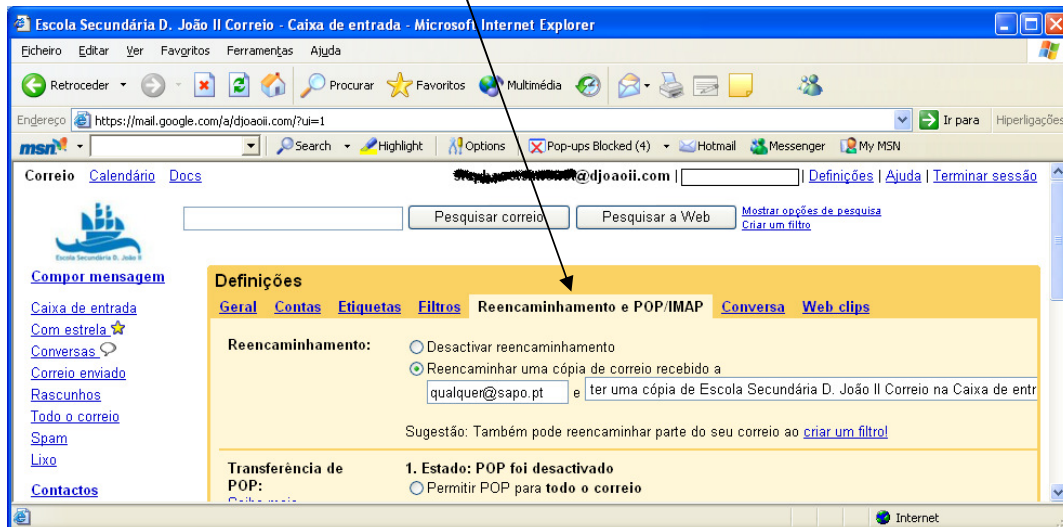 Escola Secundária D. João II Correio - Caixa de entrada - Microsoft Internet Explorer
Ficheiro Editar Ver Favoritos Ferramentas Ajuda
Retroceder Procurar Favoritos Multimédia
Endereço https://mail.google.com/a/djoaoii.com/?ui=1 Ir para Hiperligações
msn Search Highlight Options Pop-ups Blocked (4) Hotmail Messenger My MSN
Correio Calendário Docs @djoaoii.com | | Definições | Ajuda | Terminar sessão
Pesquisar correio Pesquisar a Web Mostrar opções de pesquisa
Criar um filtro
Escola Secundária D. João II
Compor mensagem
Caixa de entrada
Com estrela
Conversas
Correio enviado
Rascunhos
Todo o correio
Spam
Lixo
Contactos
Definições
Geral Contas Etiquetas Filtros Reencaminhamento e POP/IMAP Conversa Web clips
Reencaminhamento: Desactivar reencaminhamento
Reencaminhar uma cópia de correio recebido a
qualquer@sapo.pt e ter uma cópia de Escola Secundária D. João II Correio na Caixa de entr
Sugestão: Também pode reencaminhar parte do seu correio ao criar um filtro!
Transferência de POP: 1. Estado: POP foi desactivado
Permitir POP para todo o correio
Internet